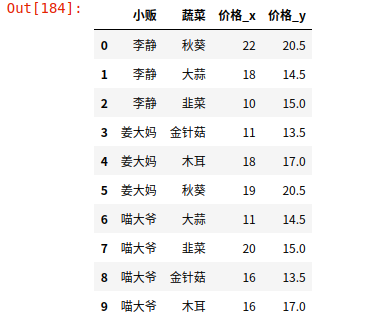 Out[184]:
小贩 蔬菜 价格_x 价格_y
0 李静 秋葵 22 20.5
1 李静 大蒜 18 14.5
2 李静 韭菜 10 15.0
3 姜大妈 金针菇 11 13.5
4 姜大妈 木耳 18 17.0
5 姜大妈 秋葵 19 20.5
6 喵大爷 大蒜 11 14.5
7 喵大爷 韭菜 20 15.0
8 喵大爷 金针菇 16 13.5
9 喵大爷 木耳 16 17.0